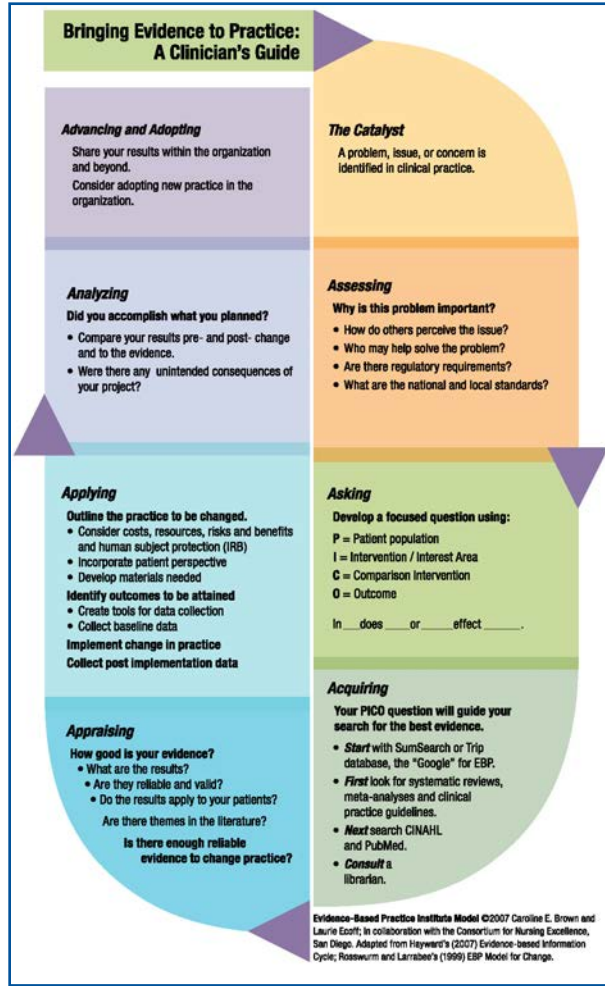 Bringing Evidence to Practice:
A Clinician's Guide
The Catalyst
A problem, issue, or concern is
identified in clinical practice.
Assessing
Why is this problem important?
• How do others perceive the issue?
• Who may help solve the problem?
• Are there regulatory requirements?
• What are the national and local standards?
Asking
Develop a focused question using:
P = Patient population
I = Intervention / Interest Area
C = Comparison Intervention
O = Outcome
In___does ____or _____effect ______.
Acquiring
Your PICO question will guide your
search for the best evidence.
• Start with SumSearch or Trip
database, the "Google" for EBP.
• First look for systematic reviews,
meta-analyses and clinical
practice guidelines.
• Next search CINAHL
and PubMed.
• Consult a
librarian.
Appraising
How good is your evidence?
• What are the results?
• Are they reliable and valid?
• Do the results apply to your patients?
Are there themes in the literature?
Is there enough reliable
evidence to change practice?
Applying
Outline the practice to be changed.
• Consider costs, resources, risks and benefits
and human subject protection (IRB)
• Incorporate patient perspective
• Develop materials needed
Identify outcomes to be attained
• Create tools for data collection
• Collect baseline data
Implement change in practice
Collect post implementation data
Analyzing
Did you accomplish what you planned?
• Compare your results pre- and post- change
and to the evidence.
• Were there any unintended consequences of
your project?
Advancing and Adopting
Share your results within the organization
and beyond.
Consider adopting new practice in the
organization.
Evidence-Based Practice Institute Model ©2007 Caroline E. Brown and
Laurie Ecoff; in collaboration with the Consortium for Nursing Excellence,
San Diego. Adapted from Hayward's (2007) Evidence-based Information
Cycle; Rosswurm and Larrabee's (1999) EBP Model for Change.